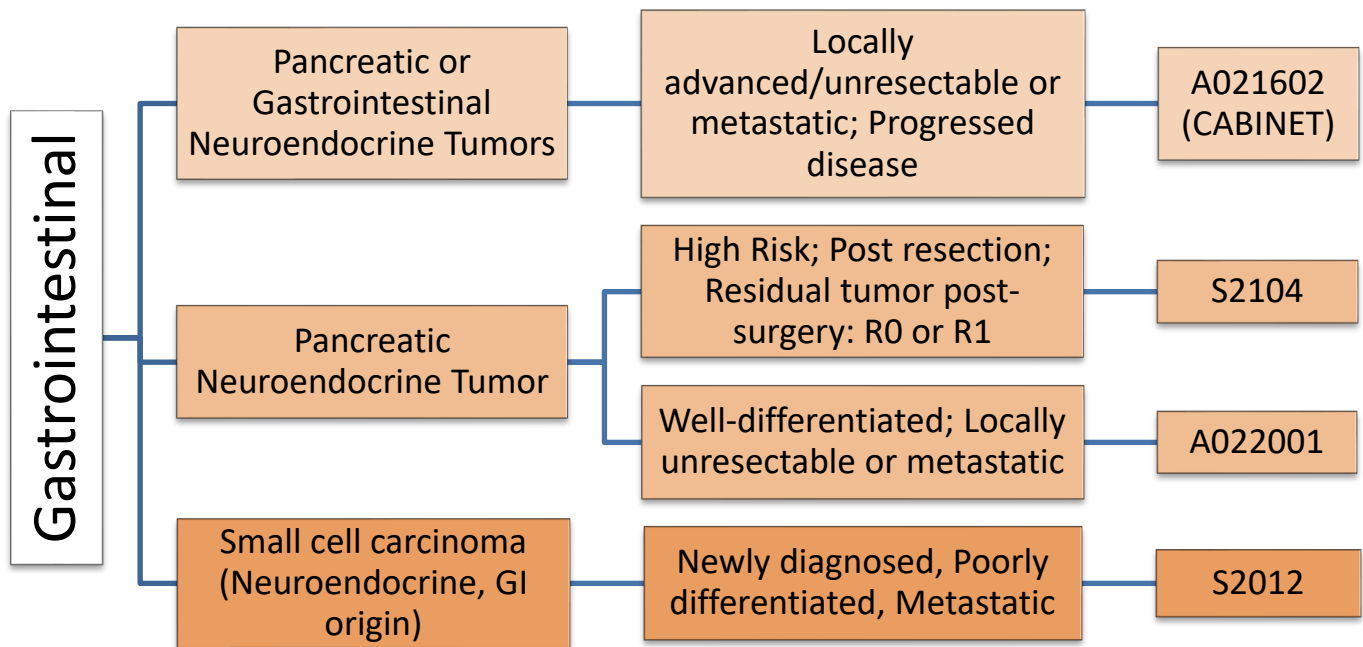 Gastrointestinal
Pancreatic or
Gastrointestinal
Neuroendocrine Tumors
Locally
advanced/unresectable or
metastatic; Progressed
disease
A021602
(CABINET)
Pancreatic
Neuroendocrine Tumor
High Risk; Post resection;
Residual tumor post-
surgery: R0 or R1
S2104
Well-differentiated; Locally
unresectable or metastatic
A022001
Small cell carcinoma
(Neuroendocrine, GI
origin)
Newly diagnosed, Poorly
differentiated, Metastatic
S2012